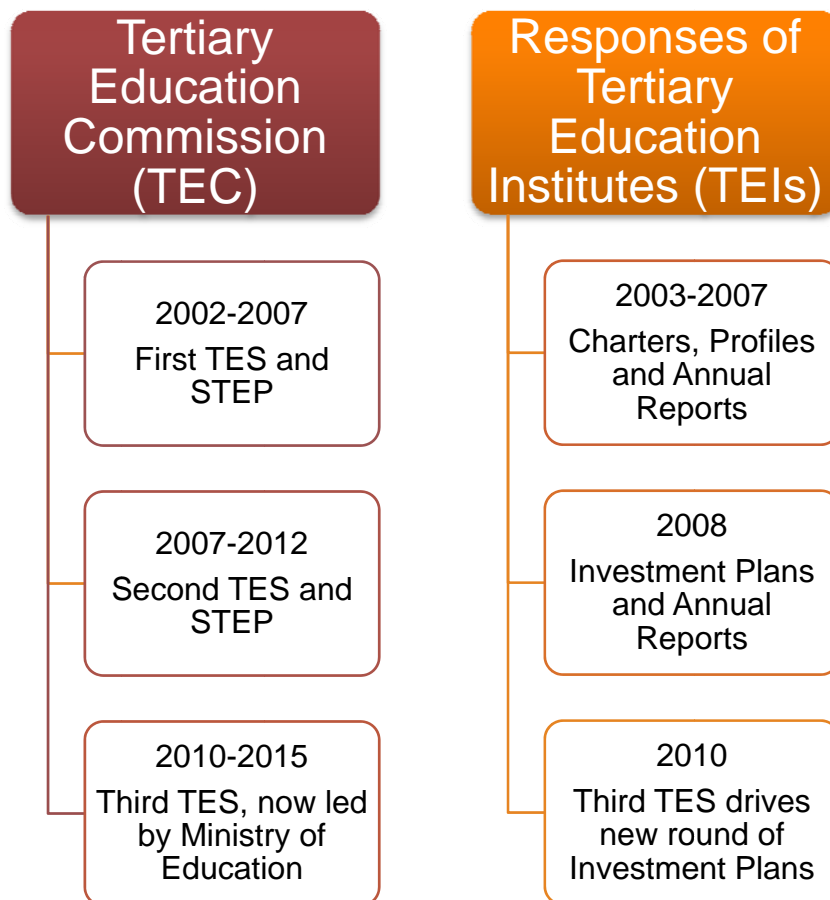 Tertiary
Education
Commission
(TEC)
2002-2007
First TES and
STEP
2007-2012
Second TES and
STEP
2010-2015
Third TES, now led
by Ministry of
Education
Responses of
Tertiary
Education
Institutes (TEIs)
2003-2007
Charters, Profiles
and Annual
Reports
2008
Investment Plans
and Annual
Reports
2010
Third TES drives
new round of
Investment Plans